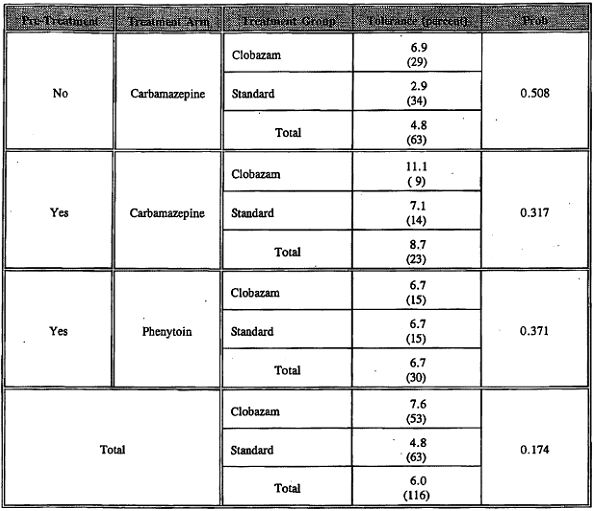 Pre-Treatment Treatment Arm Treatment Group Tolerance (percent) Prob
No Carbamazepine Clobazam 6.9 (29) 0.508
Standard 2.9 (34)
Total 4.8 (63)
Yes Carbamazepine Clobazam 11.1 ( 9) 0.317
Standard 7.1 (14)
Total 8.7 (23)
Yes Phenytoin Clobazam 6.7 (15) 0.371
Standard 6.7 (15)
Total 6.7 (30)
Total Clobazam 7.6 (53) 0.174
Standard 4.8 (63)
Total 6.0 (116)